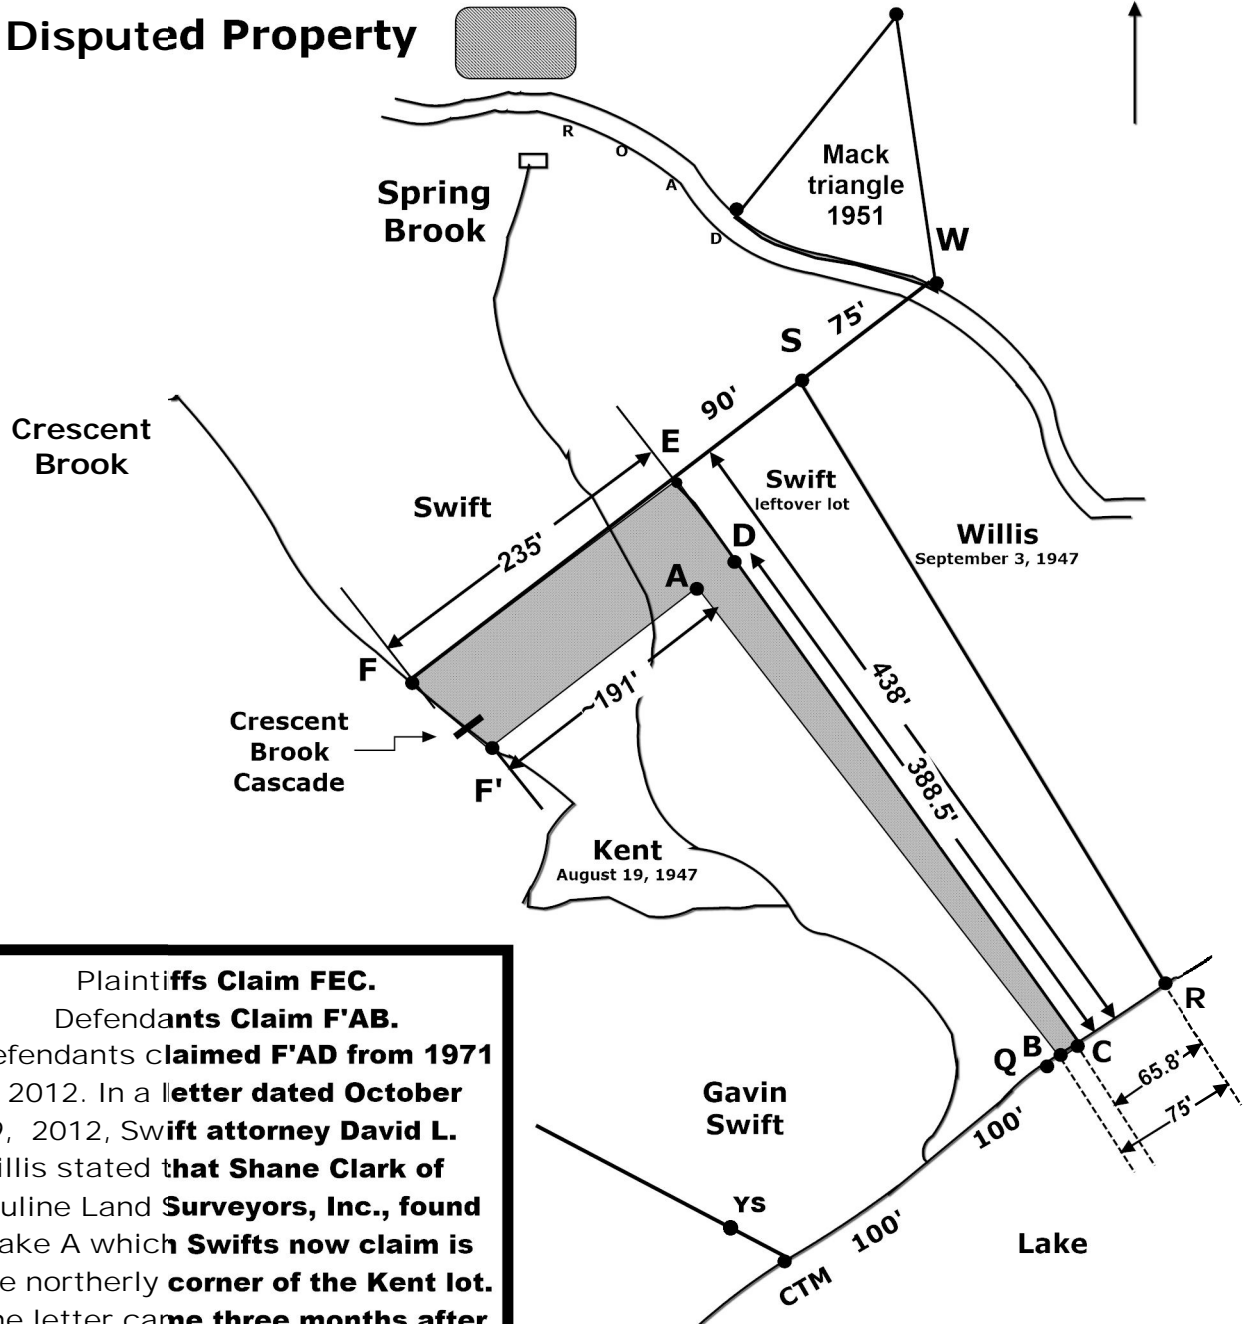 Disputed Property
R
O
A
D
Spring
Brook
Mack
triangle
1951
W
75'
S
90'
Crescent
Brook
E
Swift
Swift
leftover lot
235'
D
Willis
September 3, 1947
A
F
~191'
438'
Crescent
Brook
Cascade
388.5'
F'
Kent
August 19, 1947
R
B
C
Q
65.8'
75'
Gavin
Swift
100'
YS
100'
Lake
CTM
Plaintiffs Claim FEC.
Defendants Claim F'AB.
efendants claimed F'AD from 1971
2012. In a letter dated October
, 2012, Swift attorney David L.
illis stated that Shane Clark of
uline Land Surveyors, Inc., found
ake A which Swifts now claim is
e northerly corner of the Kent lot.
he letter came three months after